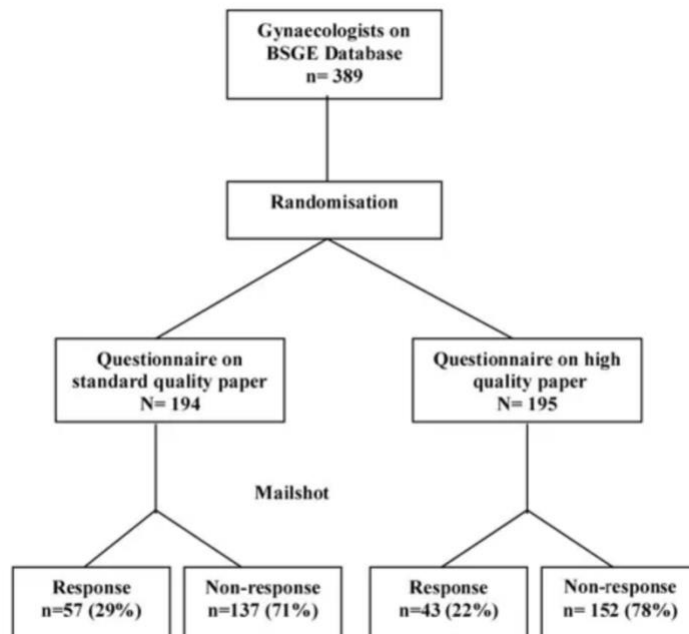 Gynaecologists on
BSGE Database
n= 389
Randomisation
Questionnaire on
standard quality paper
N= 194
Questionnaire on high
quality paper
N= 195
Mailshot
Response
n=57 (29%)
Non-response
n=137 (71%)
Response
n=43 (22%)
Non-response
n= 152 (78%)